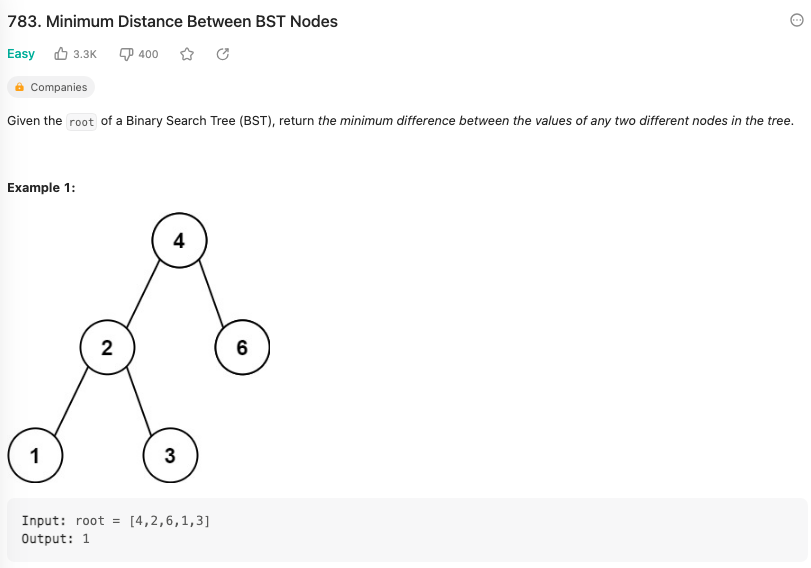 783. Minimum Distance Between BST Nodes
Easy 3.3K 400
Companies
Given the root of a Binary Search Tree (BST), return the minimum difference between the values of any two different nodes in the tree.
Example 1:
4
2 6
1 3
Input: root = [4,2,6,1,3]
Output: 1